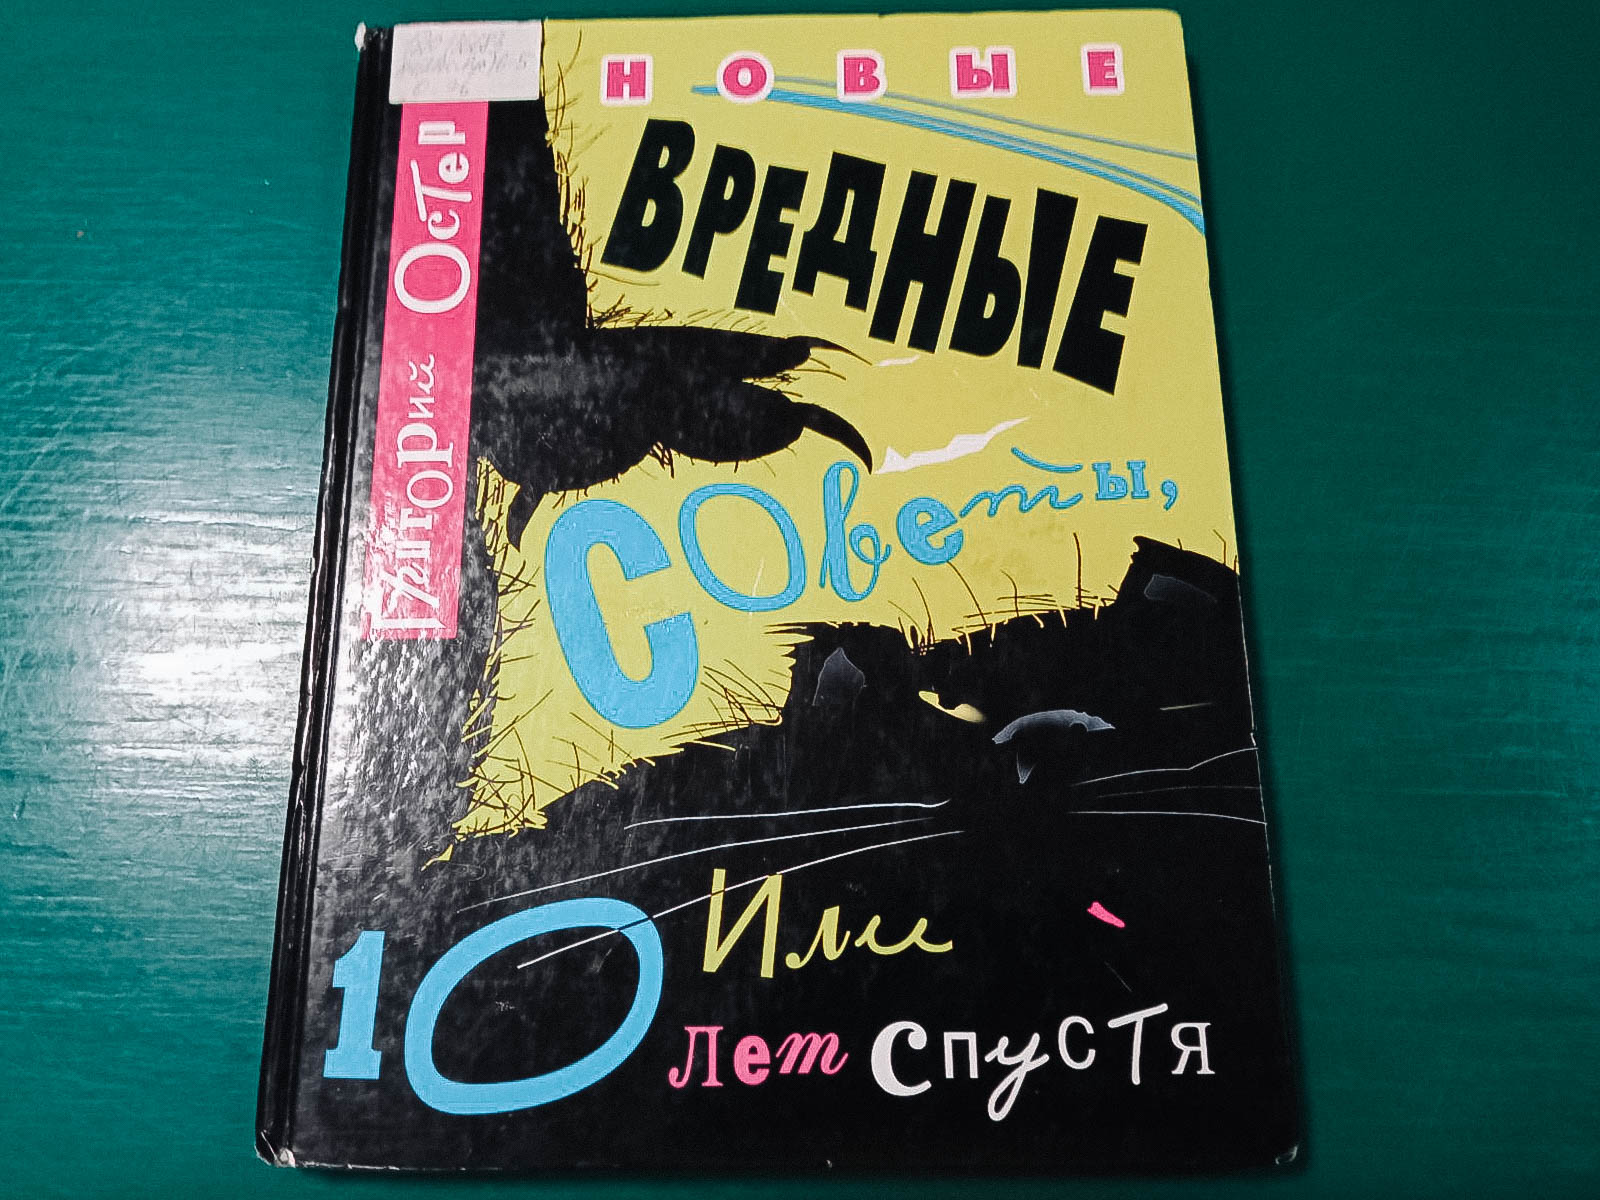 Григорий Остер
НОВЫЕ
ВРЕДНЫЕ
Советы,
Или
10 лет спустя